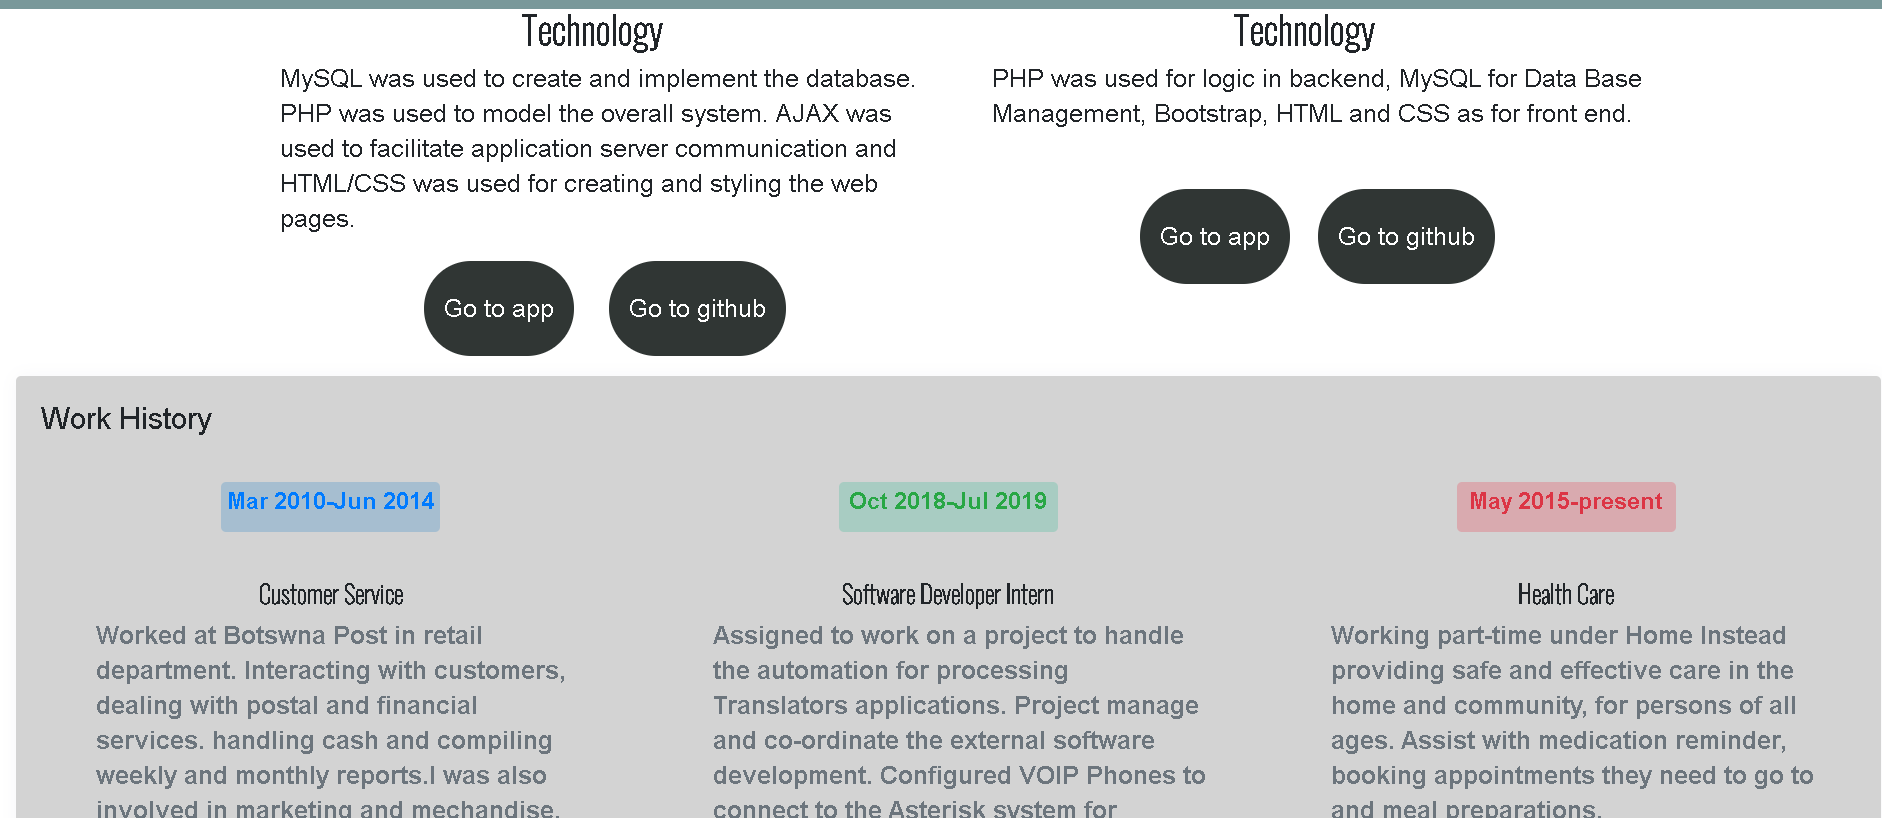 Technology
MySQL was used to create and implement the database.
PHP was used to model the overall system. AJAX was
used to facilitate application server communication and
HTML/CSS was used for creating and styling the web
pages.
Go to app
Go to github
Technology
PHP was used for logic in backend, MySQL for Data Base
Management, Bootstrap, HTML and CSS as for front end.
Go to app
Go to github
Work History
Mar 2010-Jun 2014
Customer Service
Worked at Botswna Post in retail
department. Interacting with customers,
dealing with postal and financial
services. handling cash and compiling
weekly and monthly reports.I was also
involved in marketing and mechandise.
Oct 2018-Jul 2019
Software Developer Intern
Assigned to work on a project to handle
the automation for processing
Translators applications. Project manage
and co-ordinate the external software
development. Configured VOIP Phones to
connect to the Asterisk system for
May 2015-present
Health Care
Working part-time under Home Instead
providing safe and effective care in the
home and community, for persons of all
ages. Assist with medication reminder,
booking appointments they need to go to
and meal preparations.